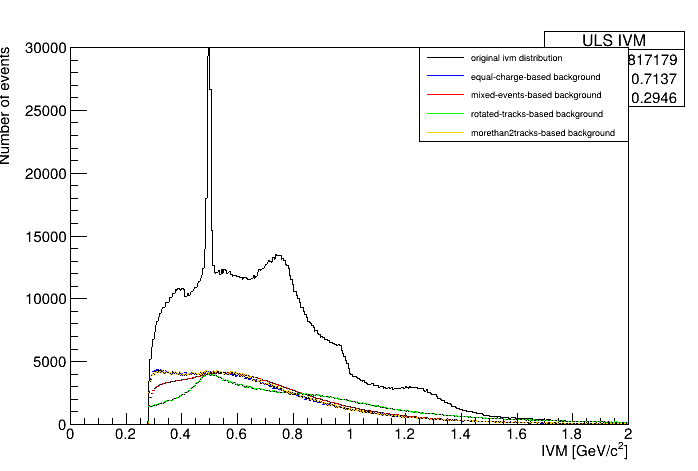 ULS IVM
817179
0.7137
0.2946
original ivm distribution
equal-charge-based background
mixed-events-based background
rotated-tracks-based background
morethan2tracks-based background
Number of events
30000
25000
20000
15000
10000
5000
0
0 0.2 0.4 0.6 0.8 1 1.2 1.4 1.6 1.8 2
IVM [GeV/c²]